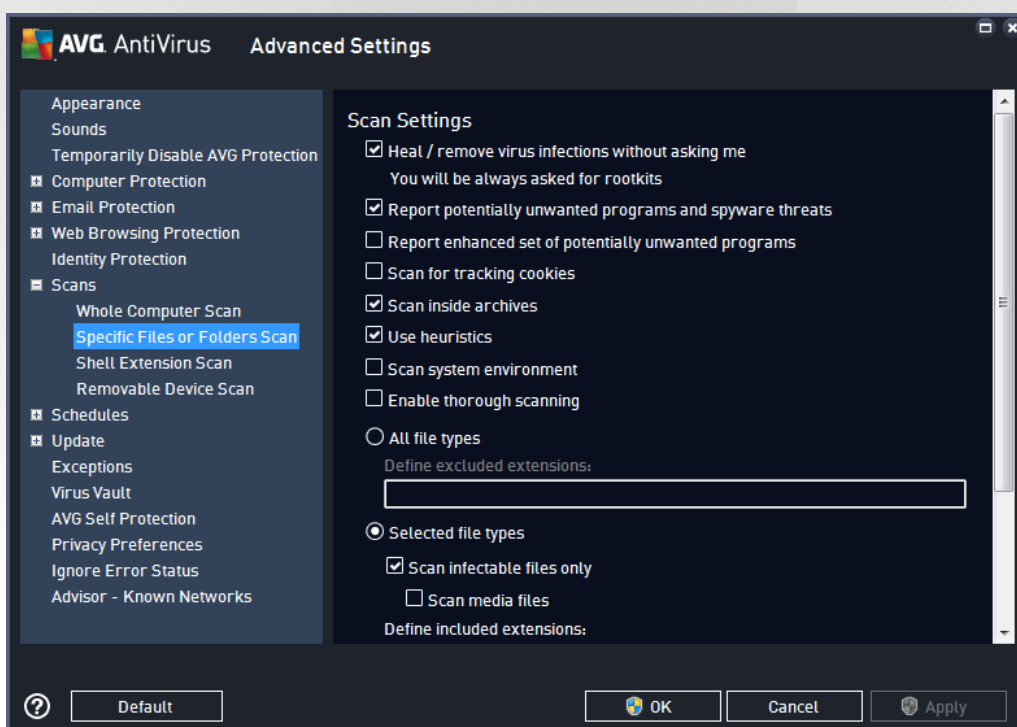 AVG. AntiVirus Advanced Settings
Appearance
Sounds
Temporarily Disable AVG Protection
Computer Protection
Email Protection
Web Browsing Protection
Identity Protection
Scans
Whole Computer Scan
Specific Files or Folders Scan
Shell Extension Scan
Removable Device Scan
Schedules
Update
Exceptions
Virus Vault
AVG Self Protection
Privacy Preferences
Ignore Error Status
Advisor - Known Networks
Scan Settings
Heal / remove virus infections without asking me
You will be always asked for rootkits
Report potentially unwanted programs and spyware threats
Report enhanced set of potentially unwanted programs
Scan for tracking cookies
Scan inside archives
Use heuristics
Scan system environment
Enable thorough scanning
All file types
Define excluded extensions:
Selected file types
Scan infectable files only
Scan media files
Define included extensions:
? Default OK Cancel Apply